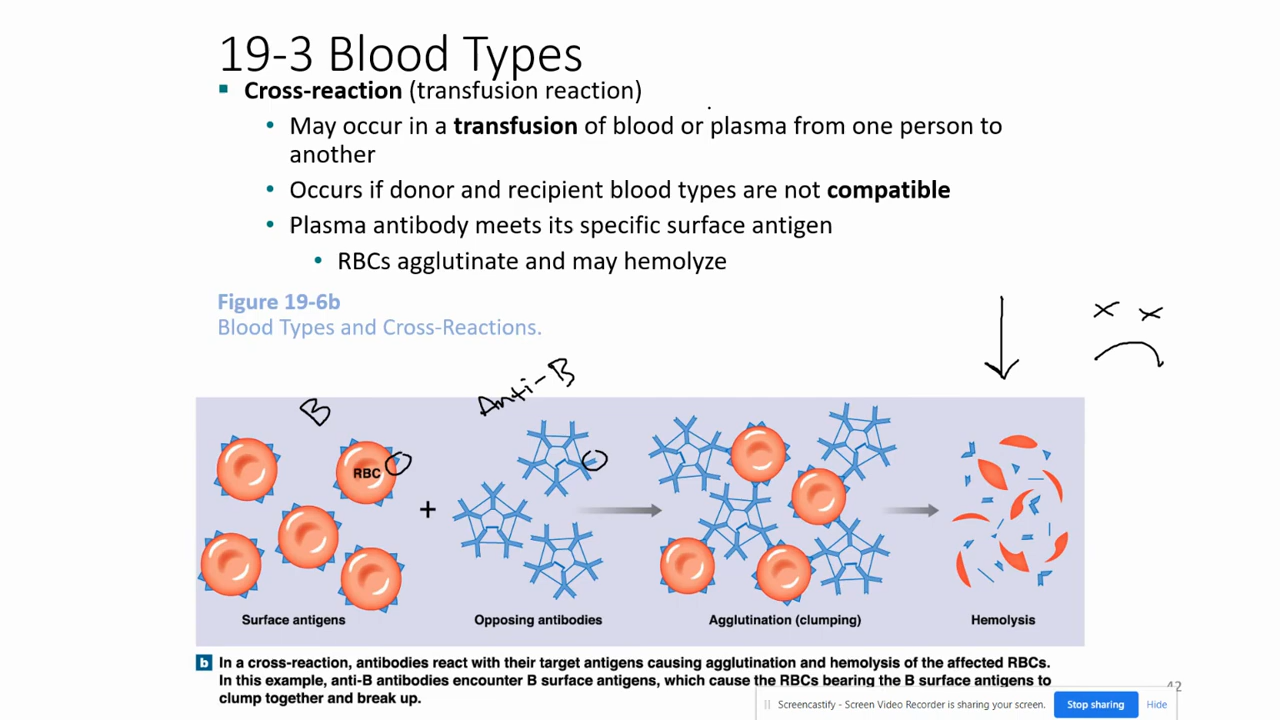 19-3 Blood Types
Cross-reaction (transfusion reaction)
May occur in a transfusion of blood or plasma from one person to
another
Occurs if donor and recipient blood types are not compatible
Plasma antibody meets its specific surface antigen
RBCs agglutinate and may hemolyze
Figure 19-6b
Blood Types and Cross-Reactions.
B
Anti-B
RBC
+
Surface antigens
Opposing antibodies
Agglutination (clumping)
Hemolysis
b In a cross-reaction, antibodies react with their target antigens causing agglutination and hemolysis of the affected RBCs.
In this example, anti-B antibodies encounter B surface antigens, which cause the RBCs bearing the B surface antigens to
clump together and break up.
42
Screencastify - Screen Video Recorder is sharing your screen.
Stop sharing
Hide